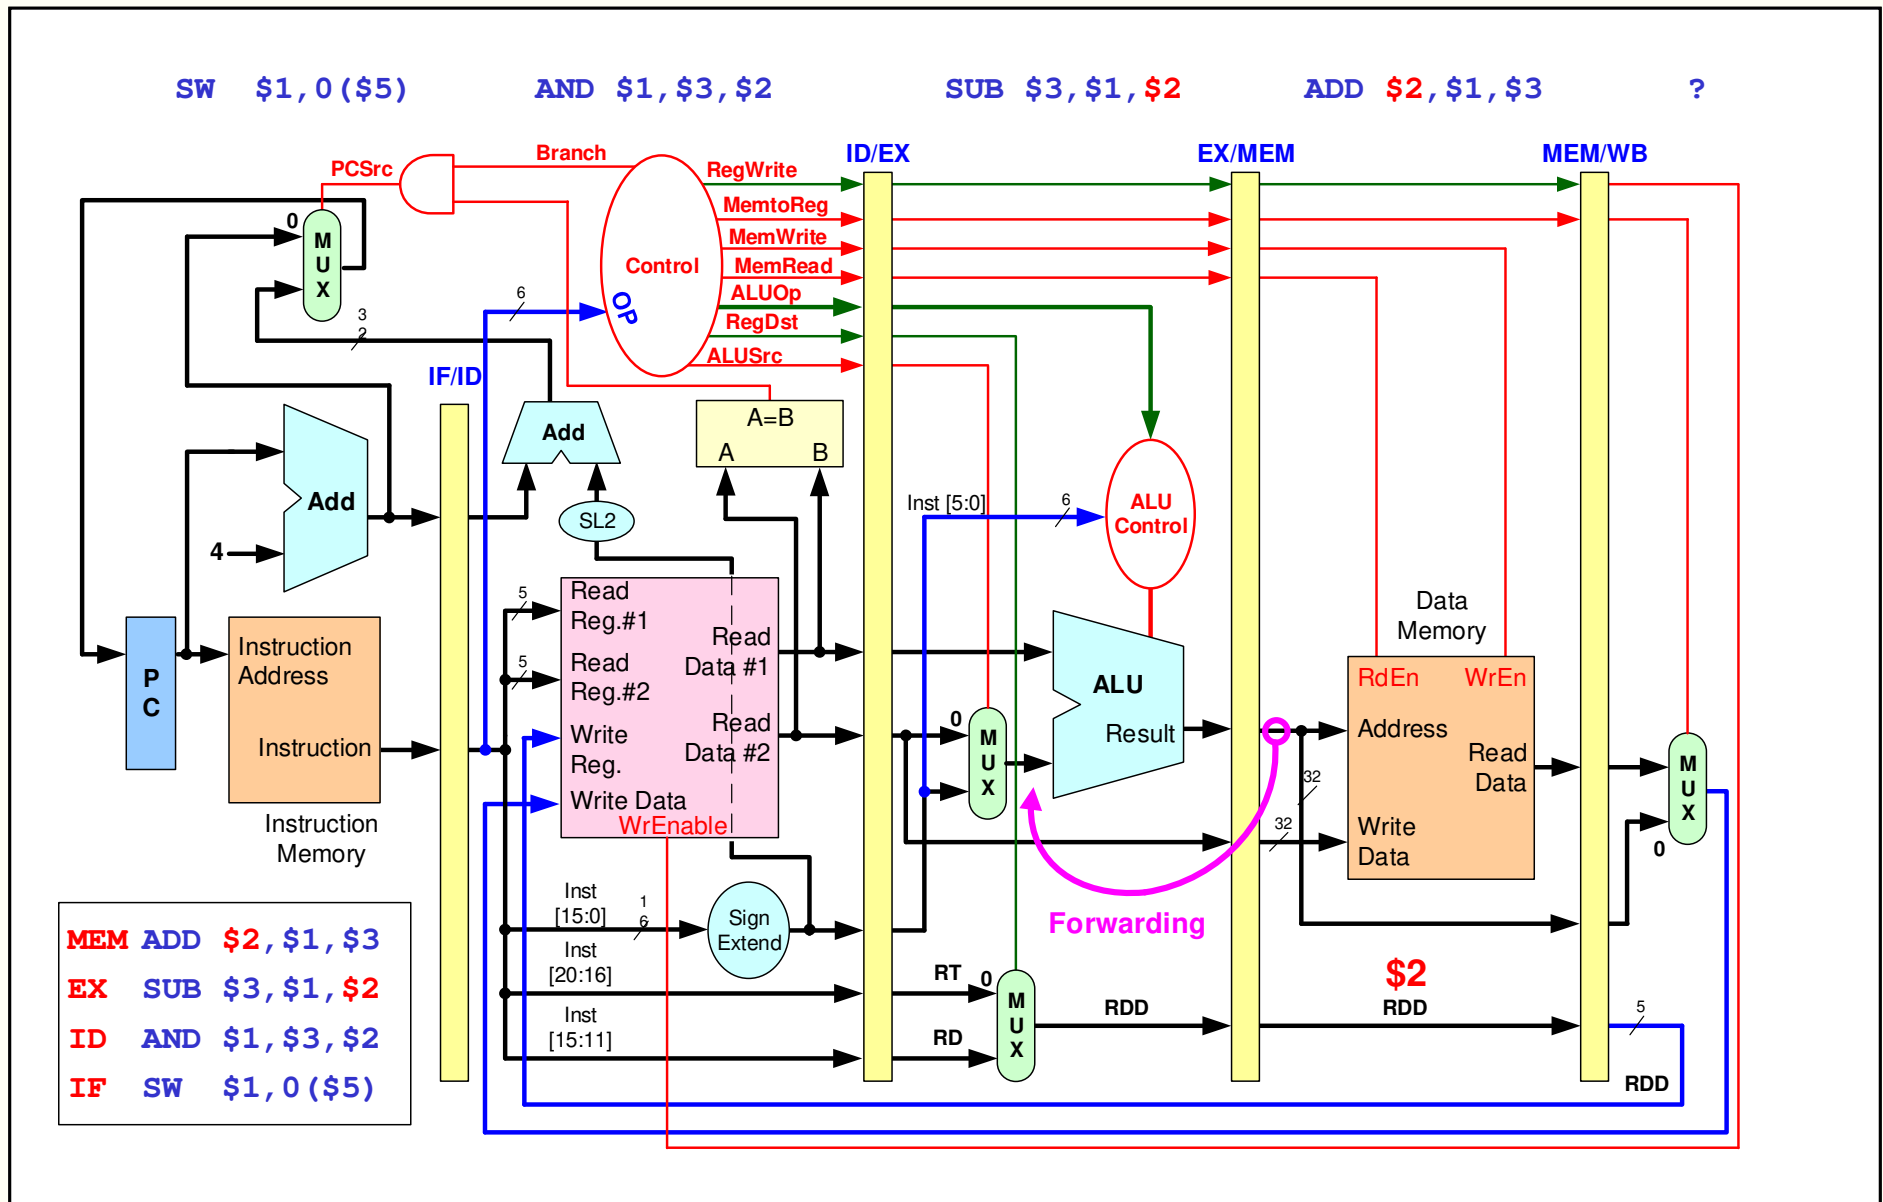 SW $1,0($5) AND $1,$3,$2 SUB $3,$1,$2 ADD $2,$1,$3 ?
ID/EX EX/MEM MEM/WB
PCSrc
Branch
RegWrite
MemtoReg
MemWrite
MemRead
ALUOp
RegDst
ALUSrc
Control
OP
0
M
U
X
6
3
2
IF/ID
Add
A=B
A B
Add
4
SL2
Inst [5:0]
6
ALU
Control
P
C
Instruction
Address
Instruction
Instruction
Memory
5
Read
Reg.#1
5
Read
Reg.#2
Write
Reg.
Write Data
WrEnable
Read
Data #1
Read
Data #2
0
M
U
X
ALU
Result
Data
Memory
RdEn WrEn
Address
Read
Data
Write
Data
32
32
M
U
X
0
Forwarding
Inst
[15:0]
1
6
Sign
Extend
Inst
[20:16]
Inst
[15:11]
RT
RD
0
M
U
X
RDD
$2
RDD
5
RDD
MEM ADD $2,$1,$3
EX SUB $3,$1,$2
ID AND $1,$3,$2
IF SW $1,0($5)